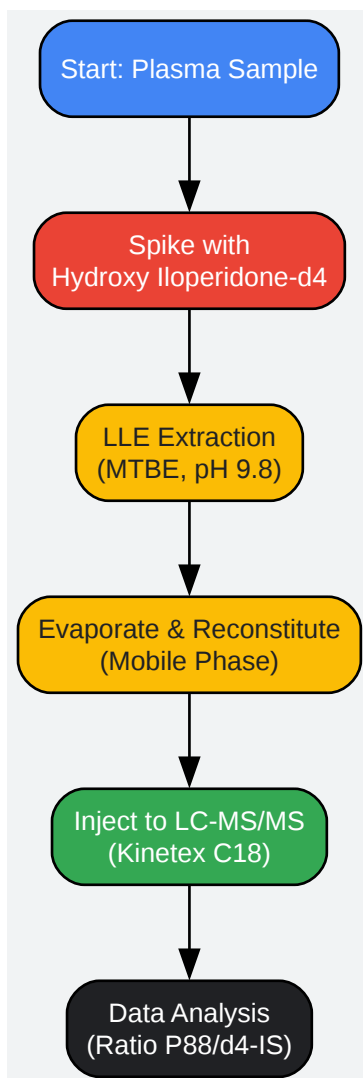 Start: Plasma Sample
Spike with
Hydroxy Iloperidone-d4
LLE Extraction
(MTBE, pH 9.8)
Evaporate & Reconstitute
(Mobile Phase)
Inject to LC-MS/MS
(Kinetex C18)
Data Analysis
(Ratio P88/d4-IS)